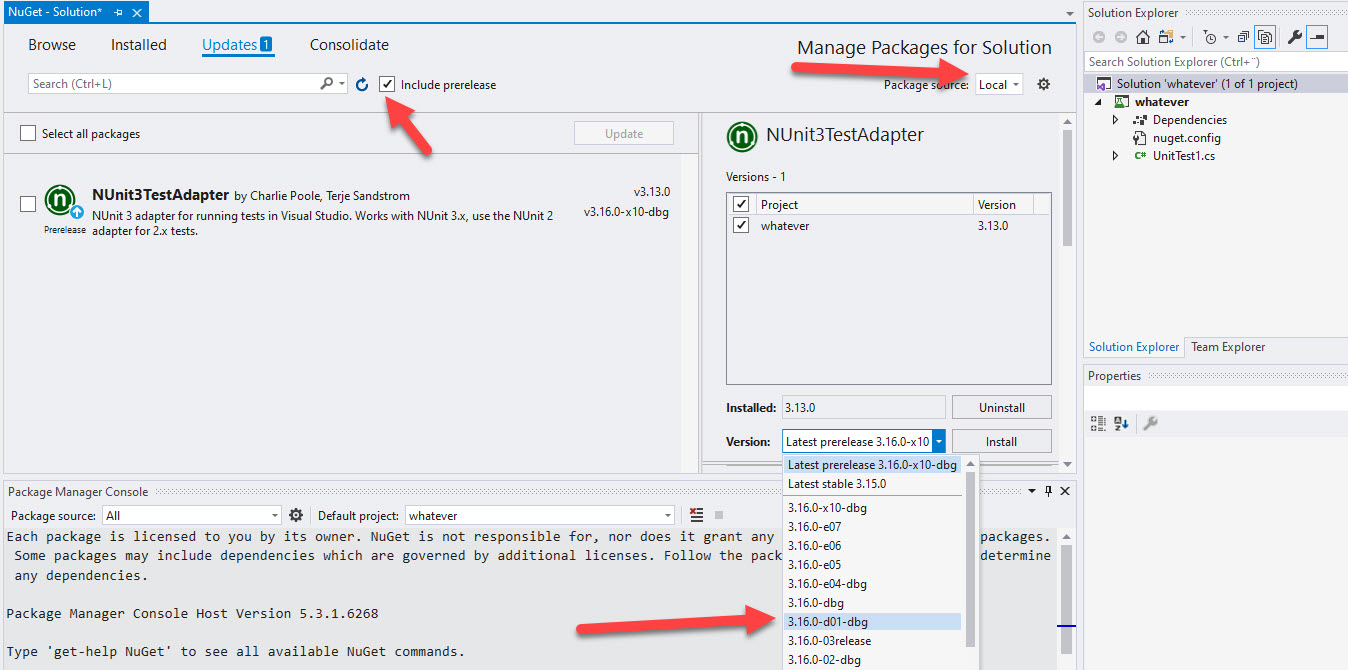 NuGet - Solution*
Browse Installed Updates 1 Consolidate
Manage Packages for Solution
Search (Ctrl+L)
Include prerelease
Package source: Local
Select all packages
Update
n
NUnit3TestAdapter by Charlie Poole, Terje Sandstrom
v3.13.0
NUnit 3 adapter for running tests in Visual Studio. Works with NUnit 3.x, use the NUnit 2
v3.16.0-x10-dbg
Prerelease
adapter for 2.x tests.
n
NUnit3TestAdapter
Versions - 1
Project Version
whatever 3.13.0
Installed: 3.13.0 Uninstall
Version: Latest prerelease 3.16.0-x10 Install
Latest prerelease 3.16.0-x10-dbg
Latest stable 3.15.0
3.16.0-x10-dbg
3.16.0-e07
3.16.0-e06
3.16.0-e05
3.16.0-e04-dbg
3.16.0-dbg
3.16.0-d01-dbg
3.16.0-03release
3.16.0-02-dbg
Package Manager Console
Package source: All Default project: whatever
Each package is licensed to you by its owner. NuGet is not responsible for, nor does it grant any packages.
Some packages may include dependencies which are governed by additional licenses. Follow the pack determine
any dependencies.
Package Manager Console Host Version 5.3.1.6268
Type 'get-help NuGet' to see all available NuGet commands.
Solution Explorer
Search Solution Explorer (Ctrl+¨)
Solution 'whatever' (1 of 1 project)
whatever
Dependencies
nuget.config
C# UnitTest1.cs
Solution Explorer Team Explorer
Properties